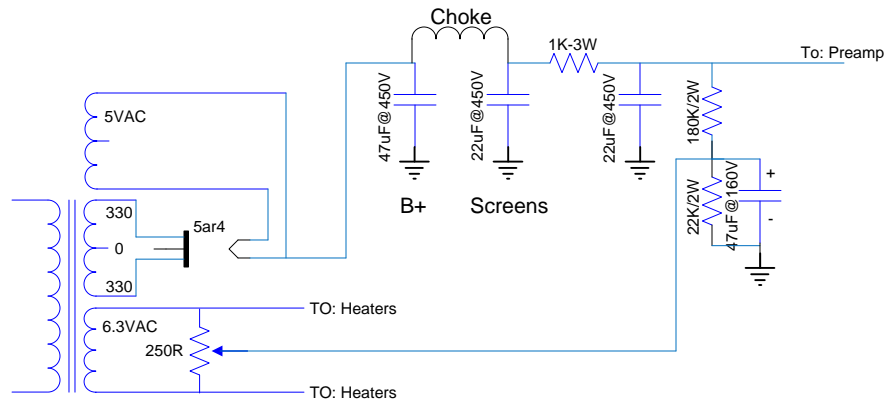 Choke
1K-3W
To: Preamp
5VAC
47uF@450V
22uF@450V
22uF@450V
180K/2W
22K/2W
47uF@160V
+
-
B+
Screens
330
5ar4
0
330
TO: Heaters
6.3VAC
250R
TO: Heaters